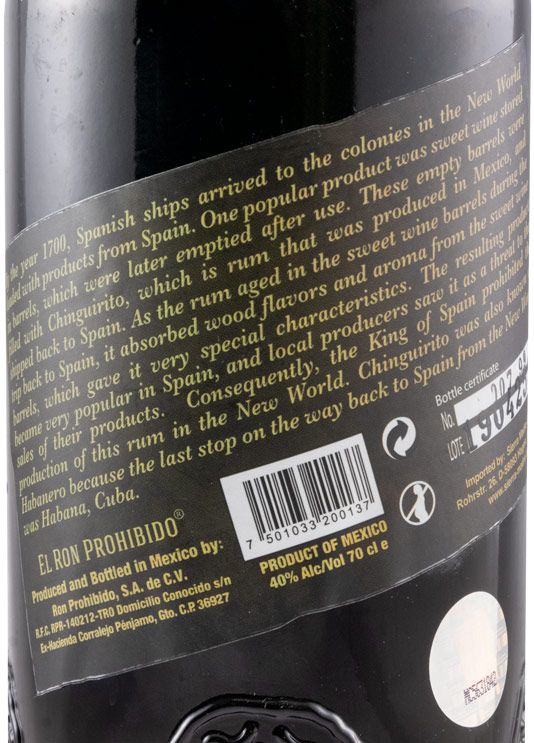 the year 1700, Spanish ships arrived to the colonies in the New World
with products from Spain. One popular product was sweet wine stored
barrels, which were later emptied after use. These empty barrels were
filled with Chinguirito, which is rum that was produced in Mexico, and
shipped back to Spain. As the rum aged in the sweet wine barrels during the
trip back to Spain, it absorbed wood flavors and aroma from the sweet wine
barrels, which gave it very special characteristics. The resulting product
became very popular in Spain, and local producers saw it as a threat to the
sales of their products. Consequently, the King of Spain prohibited
production of this rum in the New World. Chinguirito was also known
Habanero because the last stop on the way back to Spain from the New
was Habana, Cuba.
Bottle certificate
No.
LOTE
EL RON PROHIBIDO®
Produced and Bottled in Mexico by:
Ron Prohibido, S.A. de C.V.
R.F.C. RPR-140212-TR0 Domicilio Conocido s/n
Ex-Hacienda Corralejo Pénjamo, Gto. C.P. 36927
7 501033 200137
PRODUCT OF MEXICO
40% Alc/Vol 70 cl e
Imported by: Sierra
Rohrstr. 26, D-58093
www.sierra
MC5631842